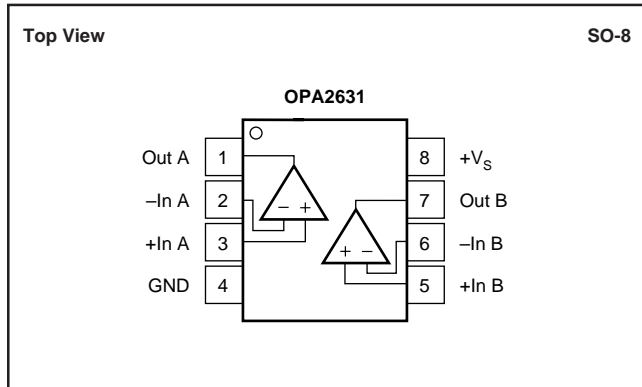 Top View SO-8
OPA2631
Out A 1 8 +VS
–In A 2 – + 7 Out B
+In A 3 + – 6 –In B
GND 4 5 +In B